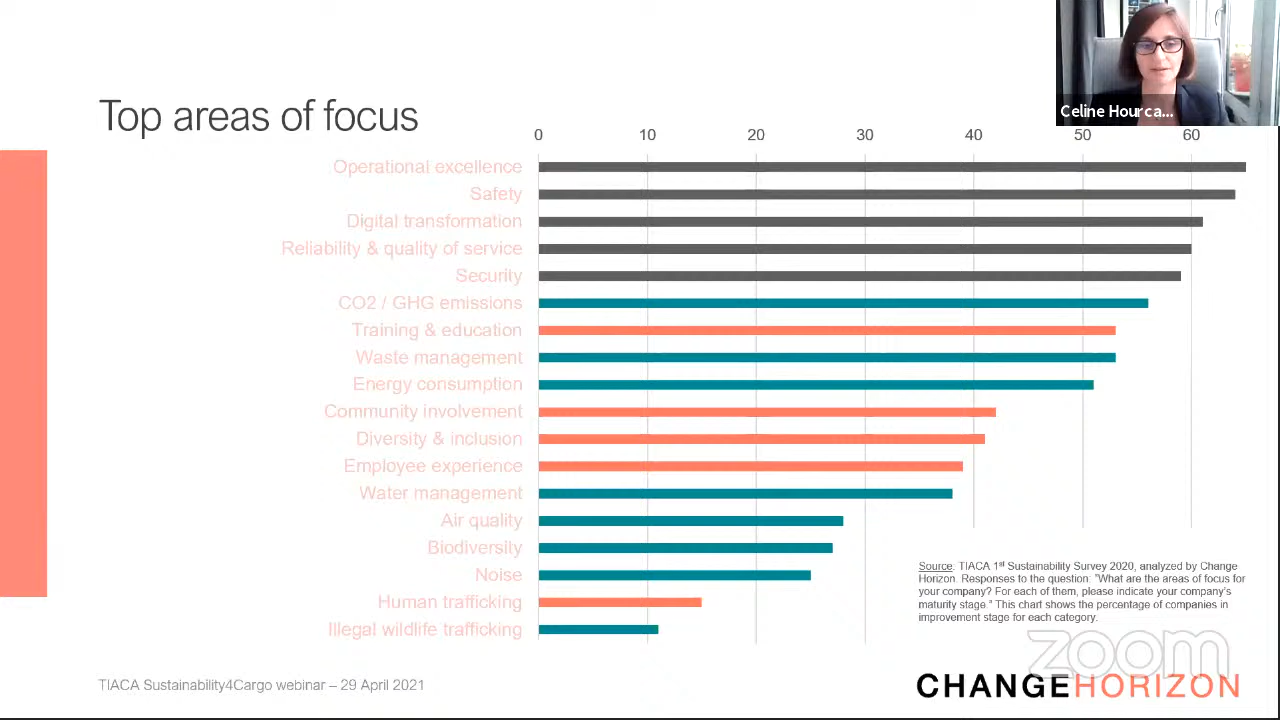 Celine Hourca...
Top areas of focus
0 10 20 30 40 50 60
Operational excellence
Safety
Digital transformation
Reliability & quality of service
Security
CO2 / GHG emissions
Training & education
Waste management
Energy consumption
Community involvement
Diversity & inclusion
Employee experience
Water management
Air quality
Biodiversity
Noise
Human trafficking
Illegal wildlife trafficking
Source: TIACA 1st Sustainability Survey 2020, analyzed by Change
Horizon. Responses to the question: "What are the areas of focus for
your company? For each of them, please indicate your company's
maturity stage." This chart shows the percentage of companies in
improvement stage for each category.
zoom
TIACA Sustainability4Cargo webinar – 29 April 2021
CHANGEHORIZON